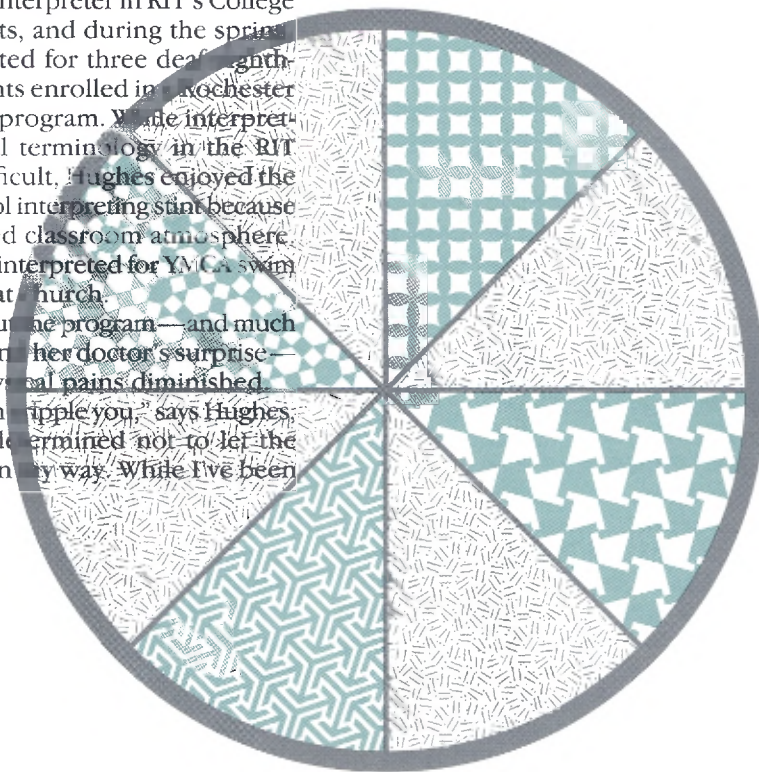 nterpreter in RIT's College
ts, and during the spring
ted for three deaf eighth-
nts enrolled in a Rochester
program. While interpret-
l terminology in the RIT
ficult, Hughes enjoyed the
ol interpreting stint because
d classroom atmosphere.
interpreted for YMCA swim
at church.
ut the program—and much
her doctor's surprise—
pains diminished.
cripple you," says Hughes,
determined not to let the
n my way. While I've been